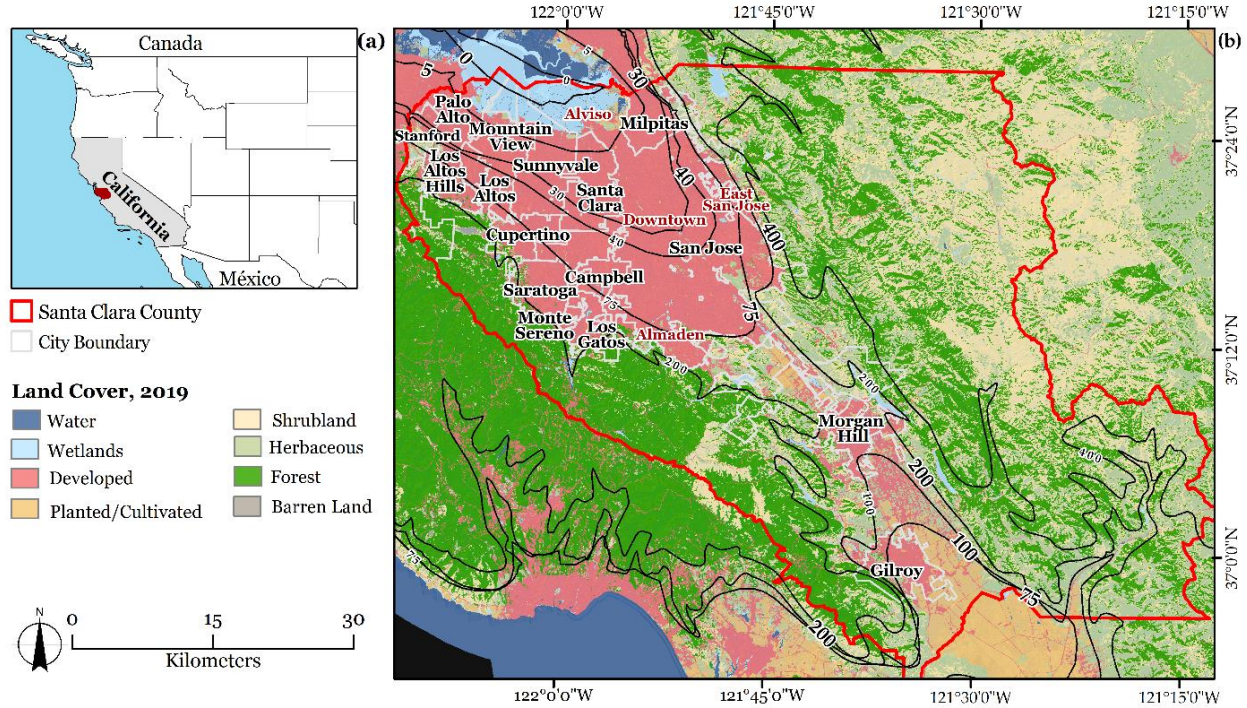 122°0'0"W
121°45'0"W
121°30'0"W
121°15'0"W
(a)
Canada
California
México
Santa Clara County
City Boundary
Land Cover, 2019
Water
Wetlands
Developed
Planted/Cultivated
Shrubland
Herbaceous
Forest
Barren Land
N
0
15
30
Kilometers
(b)
5
0
5
0
30
Palo
Alto
Alviso
Milpitas
Stanford
Mountain
View
Los
Altos
Hills
Sunnyvale
40
Los
Altos
30
Santa
Clara
East
San Jose
Downtown
400
Cupertino
40
San Jose
Campbell
Saratoga
75
75
Monte
Sereno
Los
Gatos
Almaden
200
200
Morgan
Hill
400
200
100
100
Gilroy
75
75
200
37°24'0"N
37°12'0"N
37°0'0"N
122°0'0"W
121°45'0"W
121°30'0"W
121°15'0"W